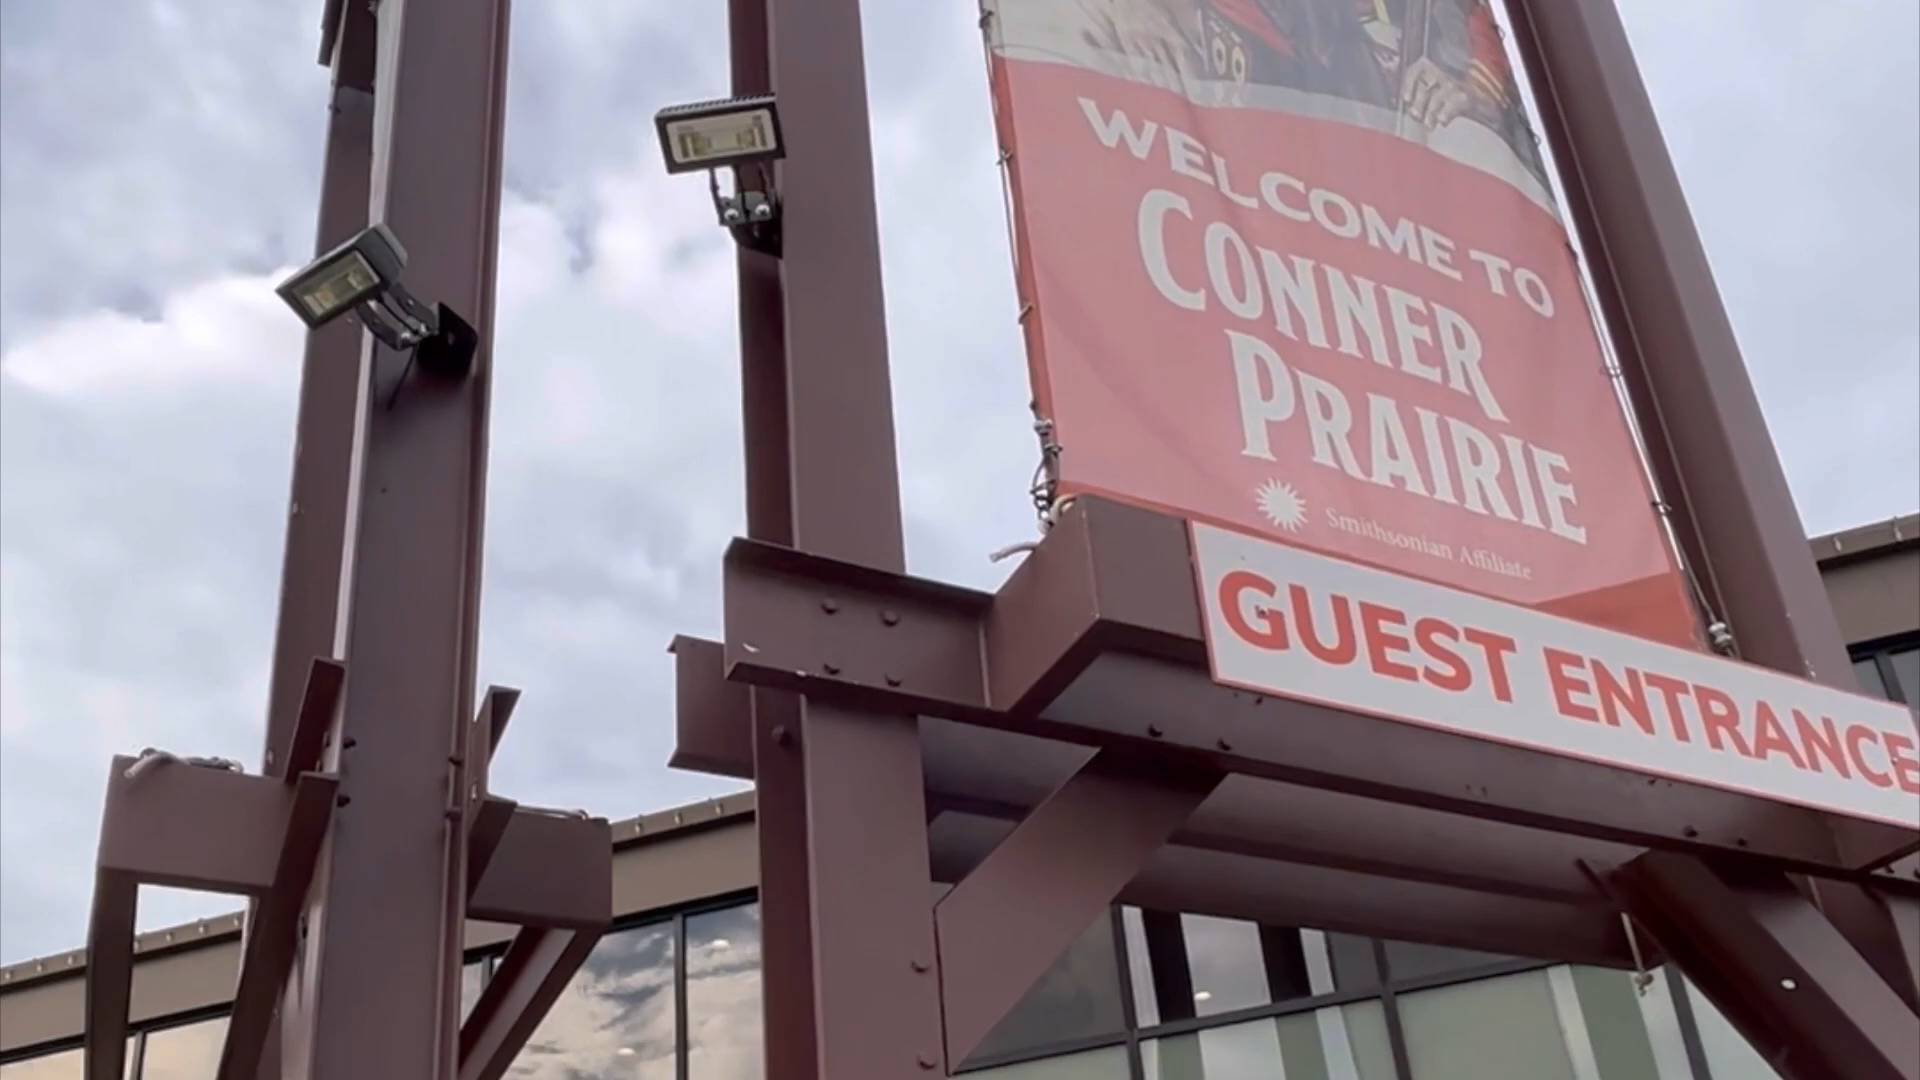 WELCOME TO
CONNER
PRAIRIE
Smithsonian Affiliate
GUEST ENTRANCE